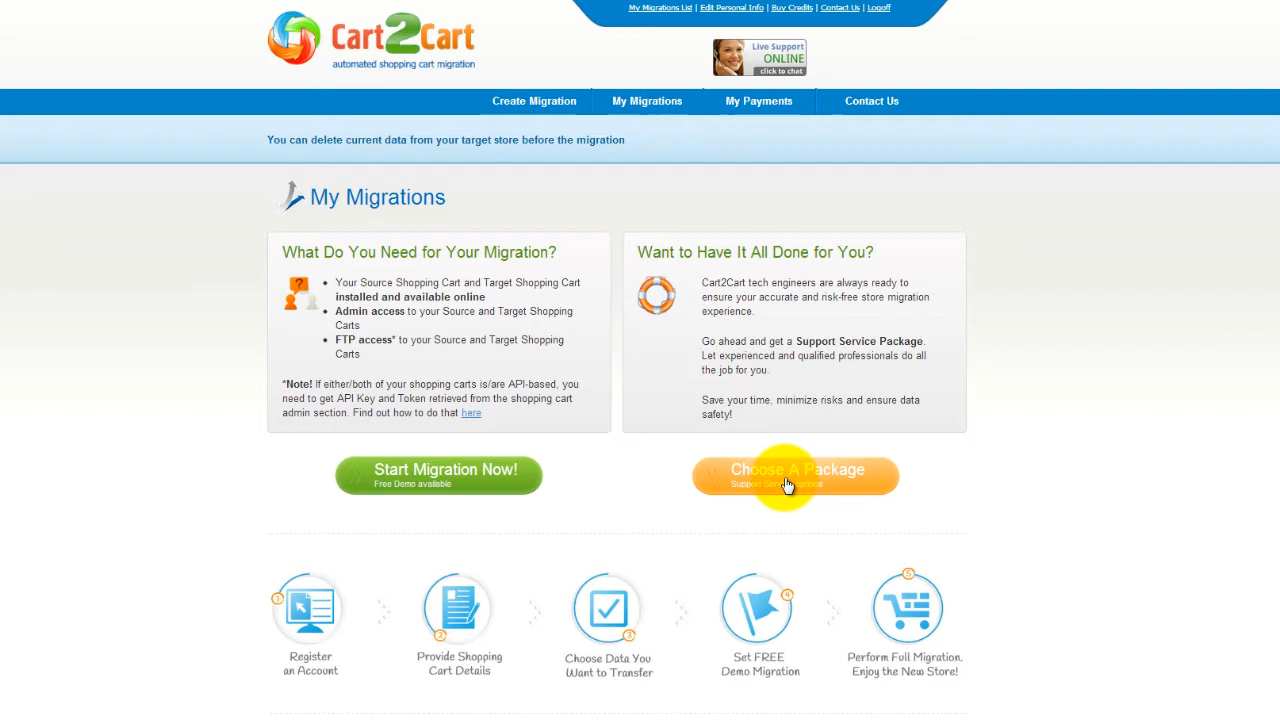 My Migrations List | Edit Personal Info | Buy Credits | Contact Us | Logoff
Cart2Cart
automated shopping cart migration
Live Support
ONLINE
click to chat
Create Migration
My Migrations
My Payments
Contact Us
You can delete current data from your target store before the migration
My Migrations
What Do You Need for Your Migration?
?
• Your Source Shopping Cart and Target Shopping Cart
installed and available online
• Admin access to your Source and Target Shopping
Carts
• FTP access* to your Source and Target Shopping
Carts
*Note! If either/both of your shopping carts is/are API-based, you
need to get API Key and Token retrieved from the shopping cart
admin section. Find out how to do that here
Want to Have It All Done for You?
Cart2Cart tech engineers are always ready to
ensure your accurate and risk-free store migration
experience.
Go ahead and get a Support Service Package.
Let experienced and qualified professionals do all
the job for you.
Save your time, minimize risks and ensure data
safety!
Start Migration Now!
Free Demo available
Choose A Package
Support Service options
1
Register
an Account
2
Provide Shopping
Cart Details
3
Choose Data You
Want to Transfer
4
Set FREE
Demo Migration
5
Perform Full Migration.
Enjoy the New Store!